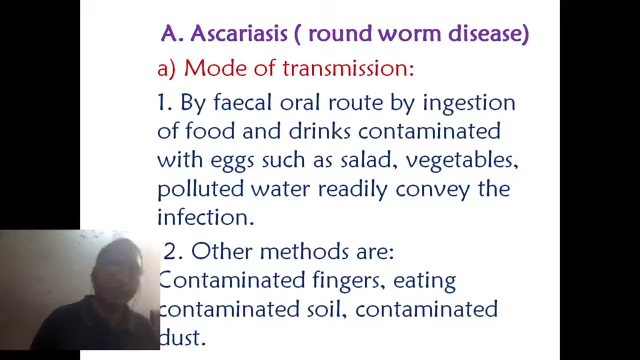 A. Ascariasis ( round worm disease)
a) Mode of transmission:
1. By faecal oral route by ingestion
of food and drinks contaminated
with eggs such as salad, vegetables,
polluted water readily convey the
infection.
2. Other methods are:
Contaminated fingers, eating
contaminated soil, contaminated
dust.